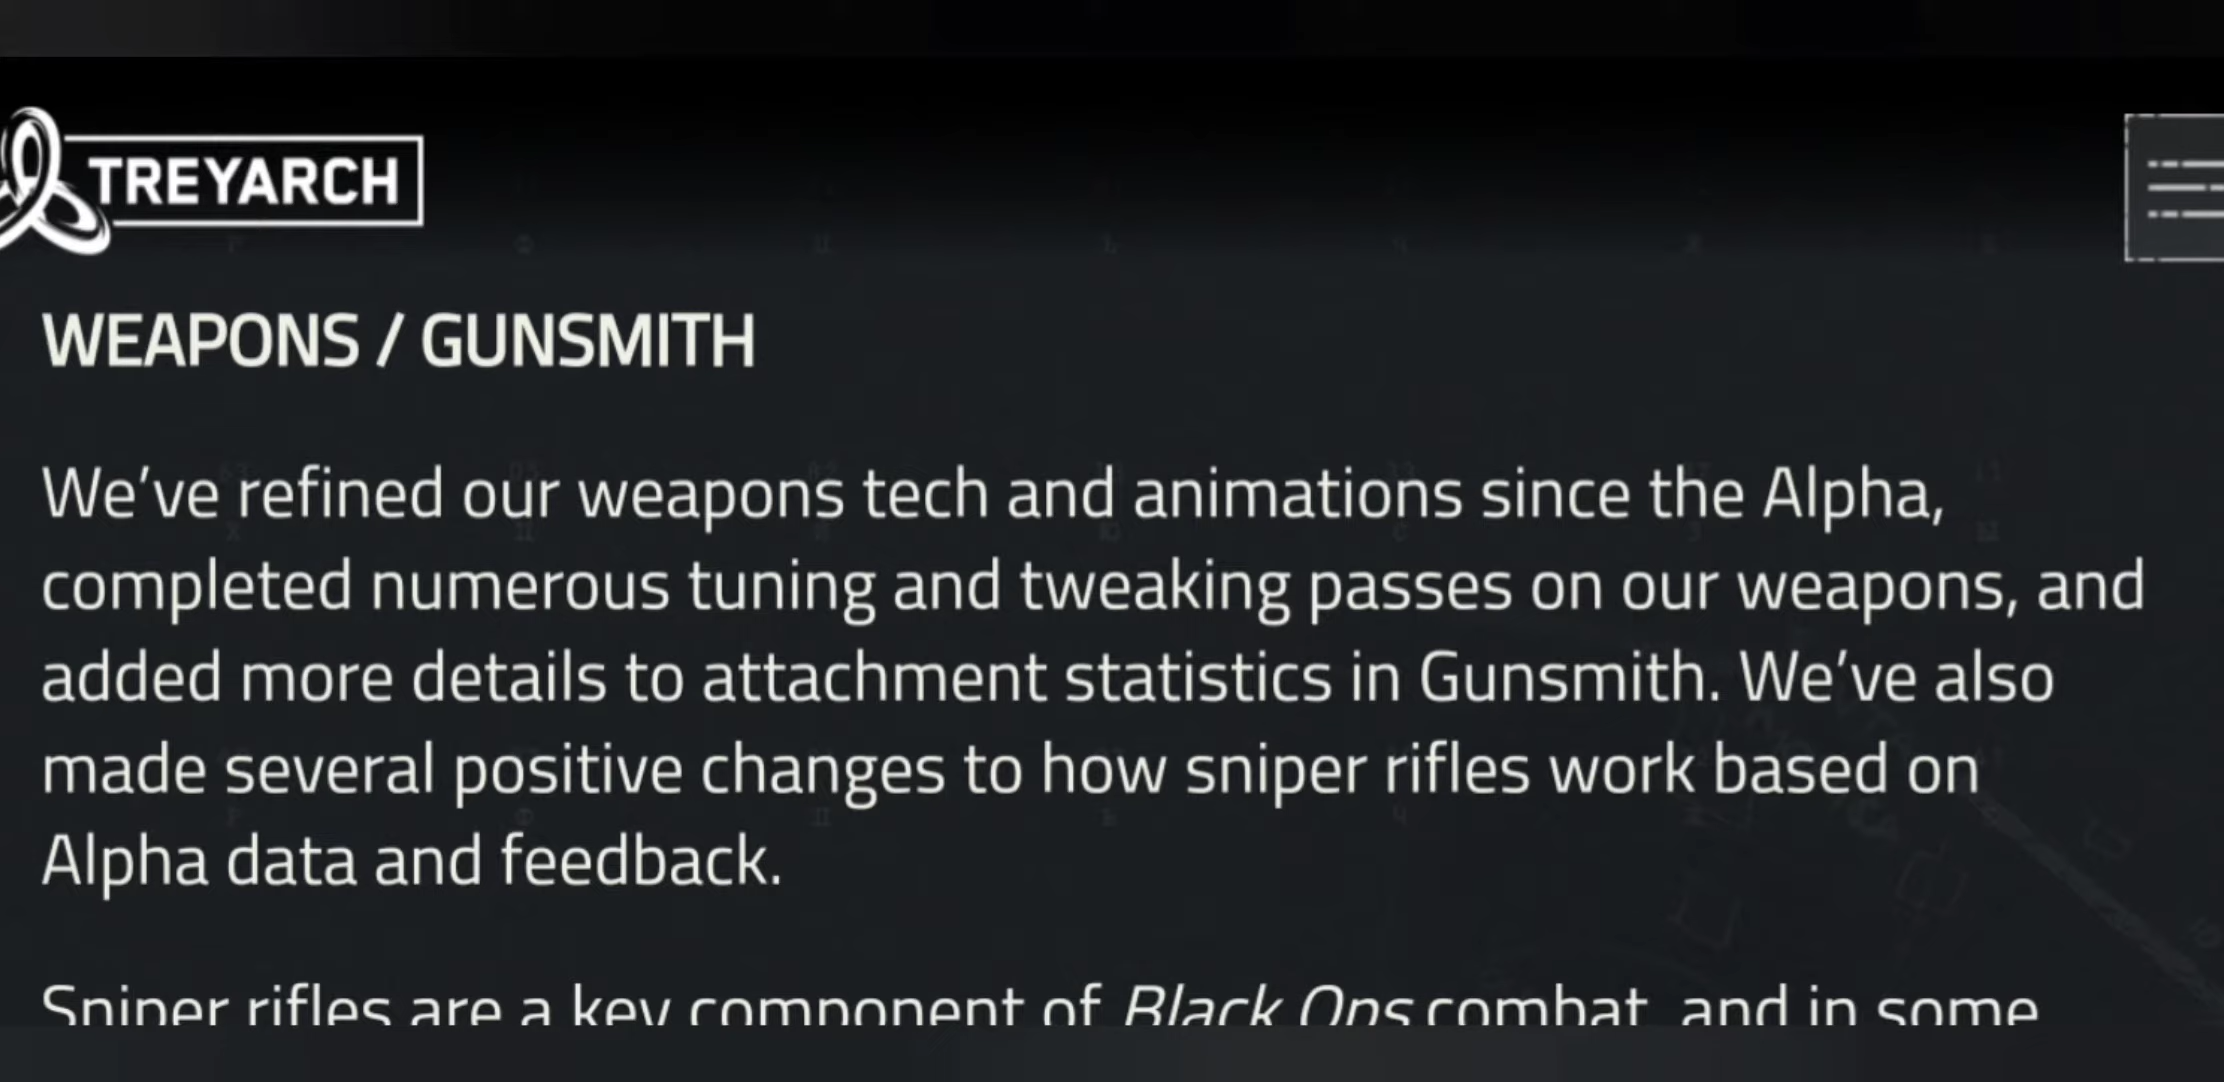 TREYARCH
WEAPONS / GUNSMITH
We’ve refined our weapons tech and animations since the Alpha,
completed numerous tuning and tweaking passes on our weapons, and
added more details to attachment statistics in Gunsmith. We’ve also
made several positive changes to how sniper rifles work based on
Alpha data and feedback.
Sniper rifles are a key component of Black Ops combat, and in some